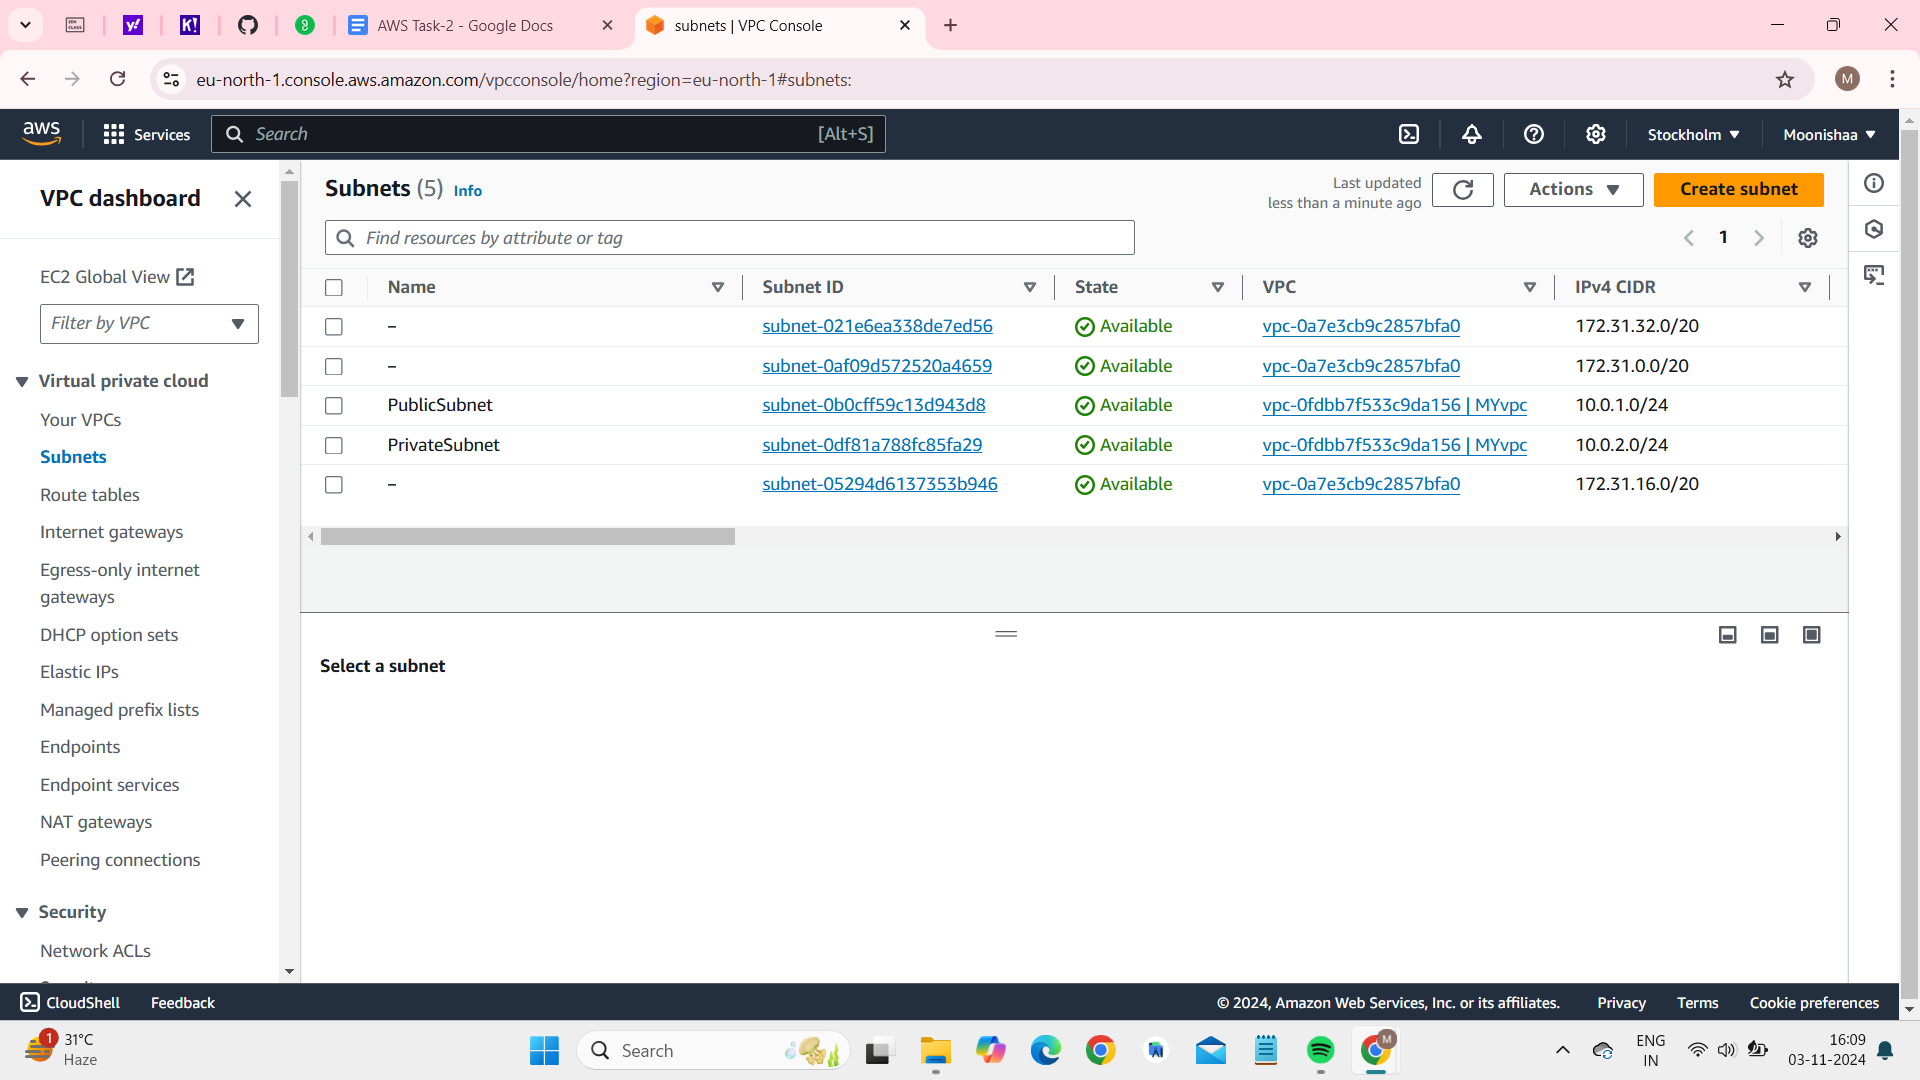 AWS Task-2 - Google Docs
subnets | VPC Console
eu-north-1.console.aws.amazon.com/vpcconsole/home?region=eu-north-1#subnets:
M
aws
Services
Search
[Alt+S]
Stockholm
Moonishaa
VPC dashboard
EC2 Global View
Filter by VPC
Virtual private cloud
Your VPCs
Subnets
Route tables
Internet gateways
Egress-only internet
gateways
DHCP option sets
Elastic IPs
Managed prefix lists
Endpoints
Endpoint services
NAT gateways
Peering connections
Security
Network ACLs
Subnets (5) Info
Last updated
less than a minute ago
Actions
Create subnet
Find resources by attribute or tag
1
Name Subnet ID State VPC IPv4 CIDR
– subnet-021e6ea338de7ed56 Available vpc-0a7e3cb9c2857bfa0 172.31.32.0/20
– subnet-0af09d572520a4659 Available vpc-0a7e3cb9c2857bfa0 172.31.0.0/20
PublicSubnet subnet-0b0cff59c13d943d8 Available vpc-0fdbb7f533c9da156 | MYvpc 10.0.1.0/24
PrivateSubnet subnet-0df81a788fc85fa29 Available vpc-0fdbb7f533c9da156 | MYvpc 10.0.2.0/24
– subnet-05294d6137353b946 Available vpc-0a7e3cb9c2857bfa0 172.31.16.0/20
Select a subnet
CloudShell
Feedback
© 2024, Amazon Web Services, Inc. or its affiliates.
Privacy
Terms
Cookie preferences
1
31°C
Haze
Search
M
ENG
IN
16:09
03-11-2024